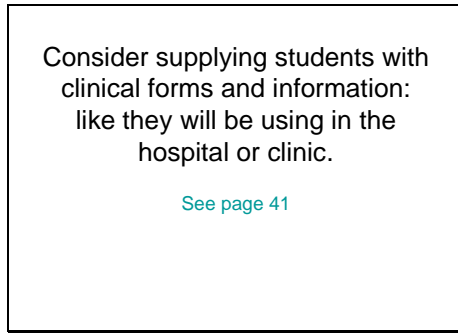 Consider supplying students with
clinical forms and information:
like they will be using in the
hospital or clinic.
See page 41